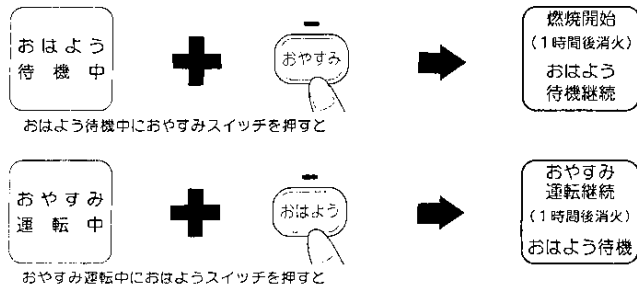 おはよう
待機中
おやすみ
燃焼開始
(1時間後消火)
おはよう
待機継続
おはよう待機中におやすみスイッチを押すと
おやすみ
運転中
おはよう
おやすみ
運転継続
(1時間後消火)
おはよう待機
おやすみ運転中におはようスイッチを押すと